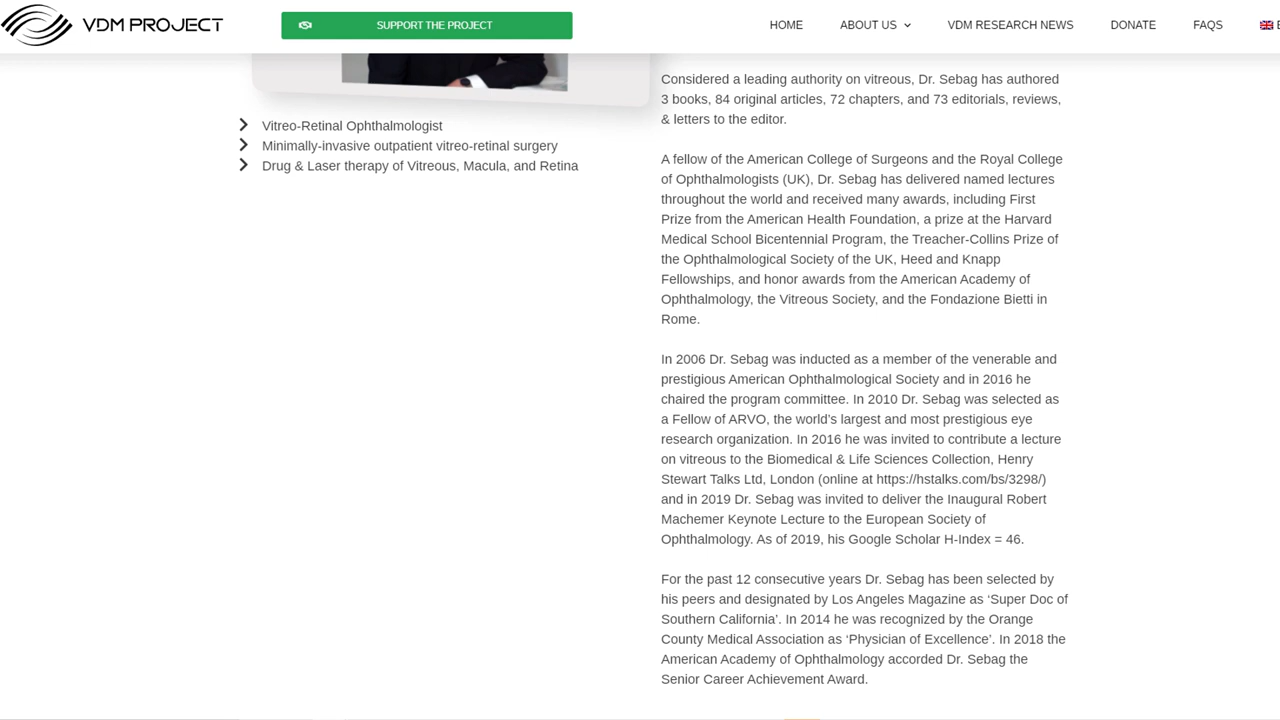 VDM PROJECT
SUPPORT THE PROJECT
HOME
ABOUT US
VDM RESEARCH NEWS
DONATE
FAQS
E
Vitreo-Retinal Ophthalmologist
Minimally-invasive outpatient vitreo-retinal surgery
Drug & Laser therapy of Vitreous, Macula, and Retina
Considered a leading authority on vitreous, Dr. Sebag has authored
3 books, 84 original articles, 72 chapters, and 73 editorials, reviews,
& letters to the editor.
A fellow of the American College of Surgeons and the Royal College
of Ophthalmologists (UK), Dr. Sebag has delivered named lectures
throughout the world and received many awards, including First
Prize from the American Health Foundation, a prize at the Harvard
Medical School Bicentennial Program, the Treacher-Collins Prize of
the Ophthalmological Society of the UK, Heed and Knapp
Fellowships, and honor awards from the American Academy of
Ophthalmology, the Vitreous Society, and the Fondazione Bietti in
Rome.
In 2006 Dr. Sebag was inducted as a member of the venerable and
prestigious American Ophthalmological Society and in 2016 he
chaired the program committee. In 2010 Dr. Sebag was selected as
a Fellow of ARVO, the world’s largest and most prestigious eye
research organization. In 2016 he was invited to contribute a lecture
on vitreous to the Biomedical & Life Sciences Collection, Henry
Stewart Talks Ltd, London (online at https://hstalks.com/bs/3298/)
and in 2019 Dr. Sebag was invited to deliver the Inaugural Robert
Machemer Keynote Lecture to the European Society of
Ophthalmology. As of 2019, his Google Scholar H-Index = 46.
For the past 12 consecutive years Dr. Sebag has been selected by
his peers and designated by Los Angeles Magazine as ‘Super Doc of
Southern California’. In 2014 he was recognized by the Orange
County Medical Association as ‘Physician of Excellence’. In 2018 the
American Academy of Ophthalmology accorded Dr. Sebag the
Senior Career Achievement Award.